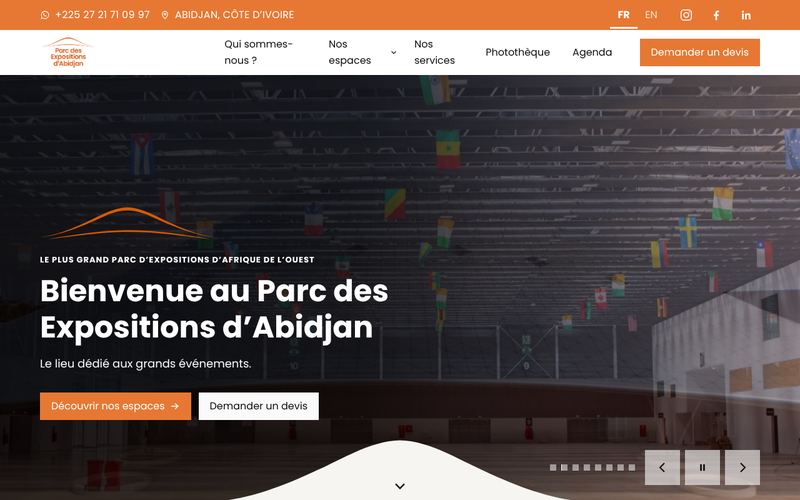 +225 27 21 71 09 97
ABIDJAN, CÔTE D'IVOIRE
FR
EN
Parc des
Expositions
d'Abidjan
Qui sommes-
nous ?
Nos
espaces
Nos
services
Photothèque
Agenda
Demander un devis
LE PLUS GRAND PARC D'EXPOSITIONS D'AFRIQUE DE L'OUEST
Bienvenue au Parc des
Expositions d'Abidjan
Le lieu dédié aux grands événements.
Découvrir nos espaces →
Demander un devis